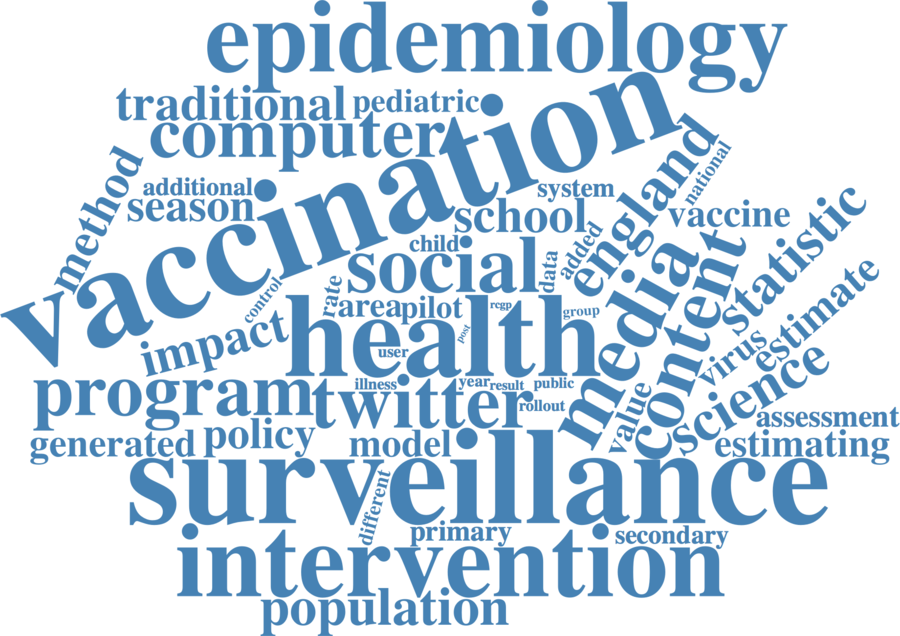 epidemiology
traditional
pediatric
computer
vaccination
method
additional
season
system
national
school
england
vaccine
child
added
statistic
social
data
media
content
control
rate
area
pilot
rcgp
group
health
post
impact
user
virus
estimate
program
illness
twitter
year
result
public
rollout
value
science
assessment
generated
policy
model
estimating
surveillance
different
primary
secondary
intervention
population